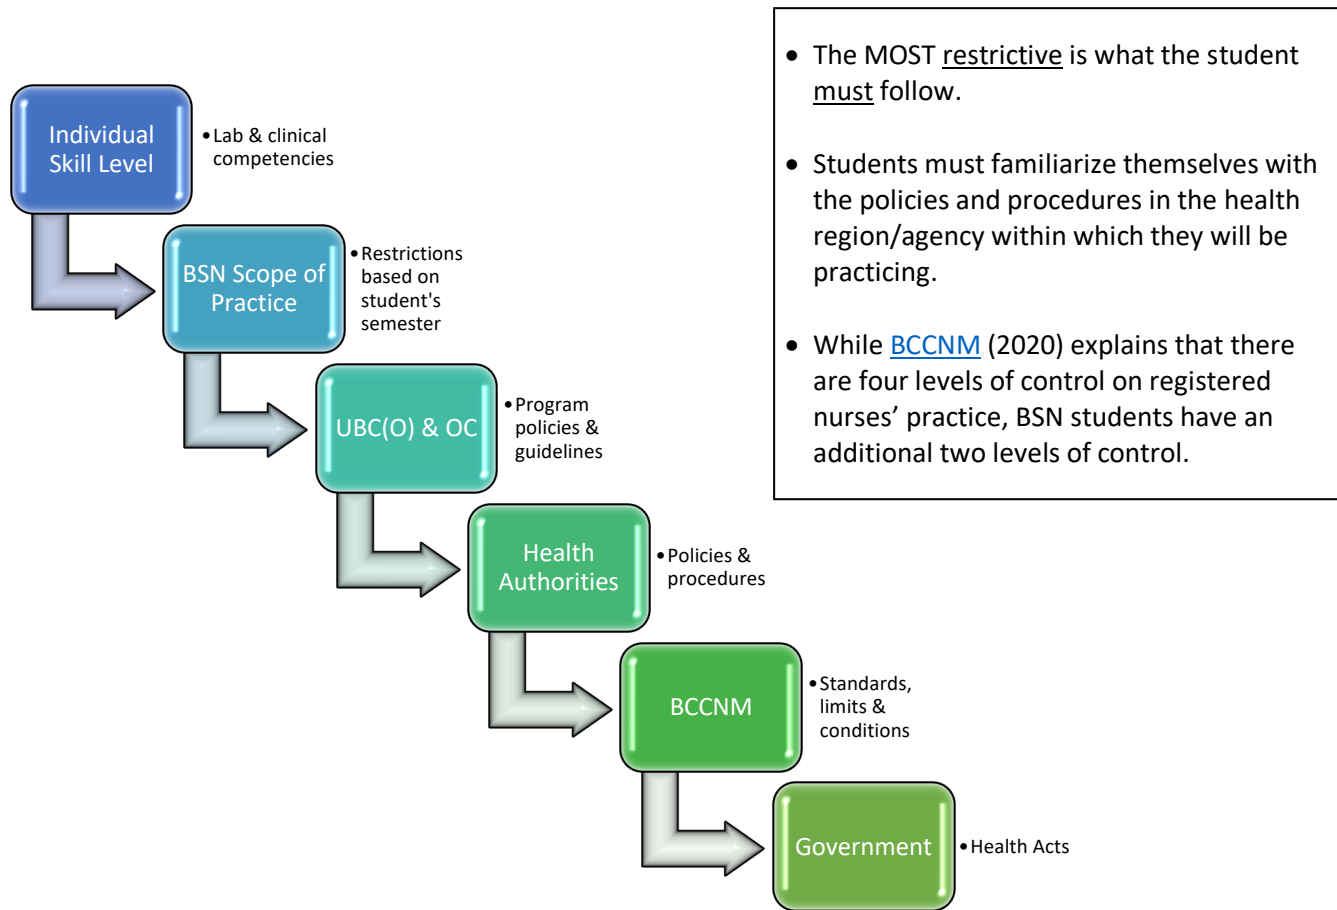 Individual
Skill Level
•Lab & clinical
competencies
BSN Scope of
Practice
•Restrictions
based on
student's
semester
UBC(O) & OC
•Program
policies &
guidelines
Health
Authorities
•Policies &
procedures
BCCNM
•Standards,
limits &
conditions
Government
•Health Acts
• The MOST restrictive is what the student
must follow.
• Students must familiarize themselves with
the policies and procedures in the health
region/agency within which they will be
practicing.
• While BCCNM (2020) explains that there
are four levels of control on registered
nurses’ practice, BSN students have an
additional two levels of control.